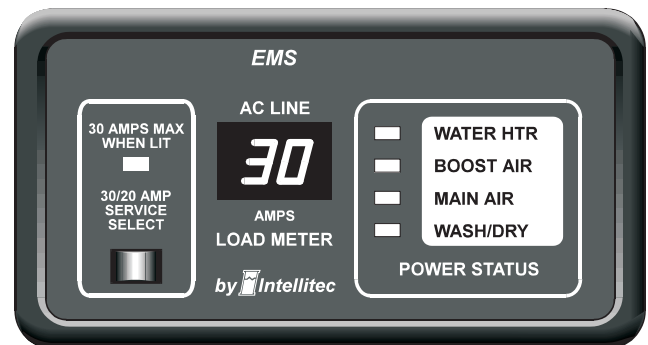 EMS
30 AMPS MAX
WHEN LIT
30/20 AMP
SERVICE
SELECT
AC LINE
30
AMPS
LOAD METER
by Intellitec
WATER HTR
BOOST AIR
MAIN AIR
WASH/DRY
POWER STATUS